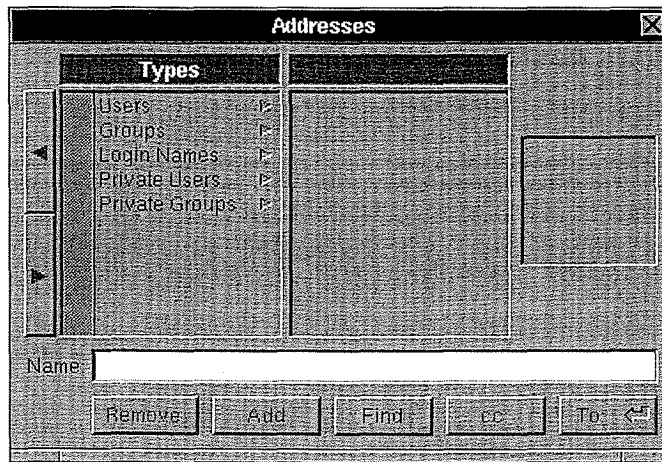 Addresses
Types
Users
Groups
Login Names
Private Users
Private Groups
Name
Remove Add Find cc To